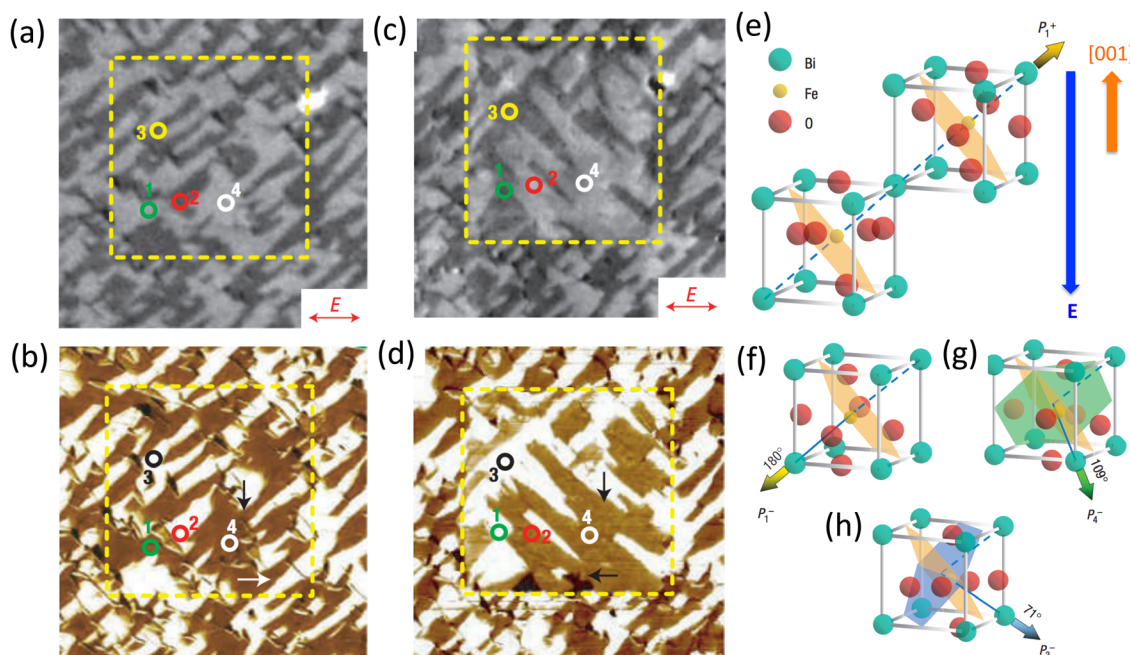 (a)
3
1
2
4
E
(c)
3
1
2
4
E
(e)
Bi
Fe
O
P₁⁺
[001]
E
(b)
3
1
2
4
(d)
3
1
2
4
(f)
180°
P₁⁻
(g)
109°
P₄⁻
(h)
71°